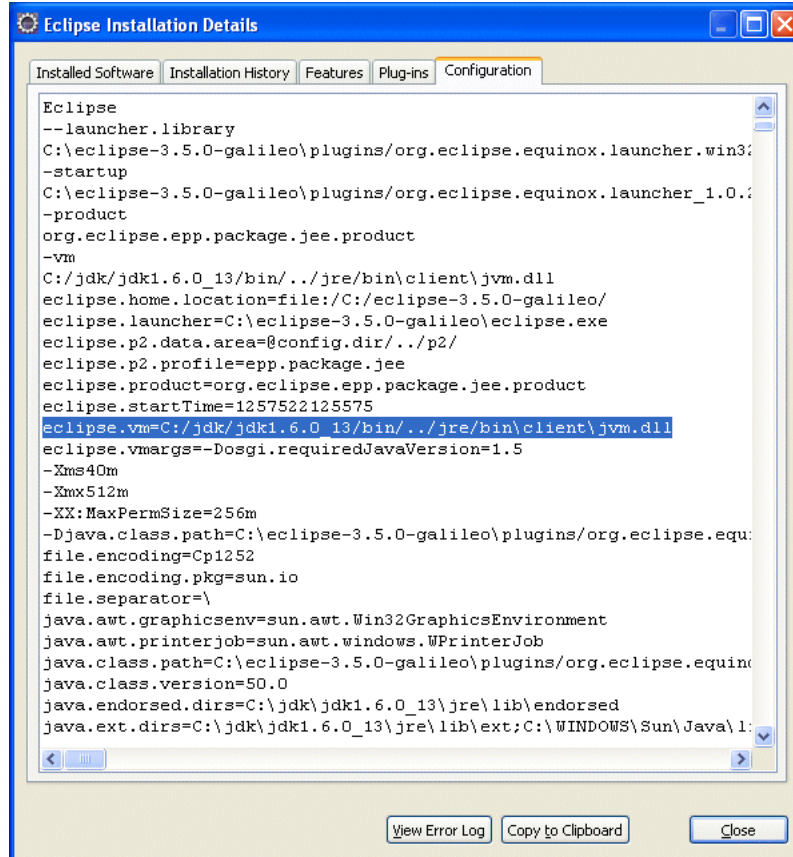 Eclipse Installation Details
Installed Software Installation History Features Plug-ins Configuration
Eclipse
--launcher.library
C:\eclipse-3.5.0-galileo\plugins/org.eclipse.equinox.launcher.win32
-startup
C:\eclipse-3.5.0-galileo\plugins/org.eclipse.equinox.launcher_1.0.2
-product
org.eclipse.epp.package.jee.product
-vm
C:/jdk/jdk1.6.0_13/bin/../jre/bin\client\jvm.dll
eclipse.home.location=file:/C:/eclipse-3.5.0-galileo/
eclipse.launcher=C:\eclipse-3.5.0-galileo\eclipse.exe
eclipse.p2.data.area=@config.dir/../p2/
eclipse.p2.profile=epp.package.jee
eclipse.product=org.eclipse.epp.package.jee.product
eclipse.startTime=1257522125575
eclipse.vm=C:/jdk/jdk1.6.0_13/bin/../jre/bin\client\jvm.dll
eclipse.vmargs=-Dosgi.requiredJavaVersion=1.5
-Xms40m
-Xmx512m
-XX:MaxPermSize=256m
-Djava.class.path=C:\eclipse-3.5.0-galileo\plugins/org.eclipse.equi
file.encoding=Cp1252
file.encoding.pkg=sun.io
file.separator=\
java.awt.graphicsenv=sun.awt.Win32GraphicsEnvironment
java.awt.printerjob=sun.awt.windows.WPrinterJob
java.class.path=C:\eclipse-3.5.0-galileo\plugins/org.eclipse.equino
java.class.version=50.0
java.endorsed.dirs=C:\jdk\jdk1.6.0_13\jre\lib\endorsed
java.ext.dirs=C:\jdk\jdk1.6.0_13\jre\lib\ext;C:\WINDOWS\Sun\Java\li
View Error Log Copy to Clipboard Close